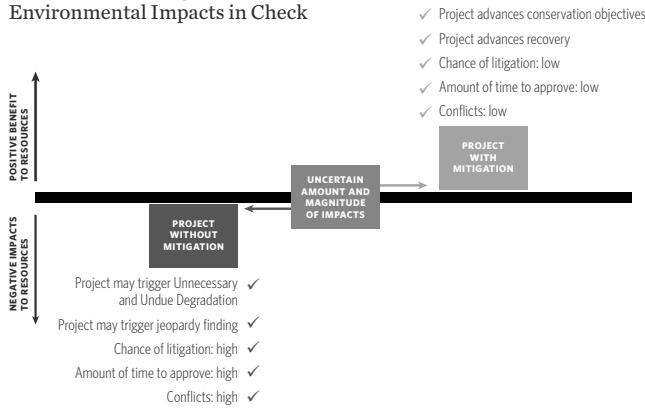 Environmental Impacts in Check
Project advances conservation objectives
Project advances recovery
Chance of litigation: low
Amount of time to approve: low
Conflicts: low
POSITIVE BENEFIT
TO RESOURCES
PROJECT
WITH
MITIGATION
UNCERTAIN
AMOUNT AND
MAGNITUDE
OF IMPACTS
PROJECT
WITHOUT
MITIGATION
NEGATIVE IMPACTS
TO RESOURCES
Project may trigger Unnecessary
and Undue Degradation
Project may trigger jeopardy finding
Chance of litigation: high
Amount of time to approve: high
Conflicts: high